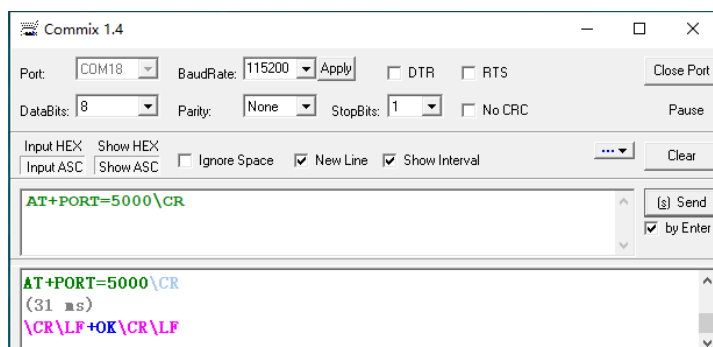 Commix 1.4
Port: COM18 BaudRate: 115200 Apply DTR RTS Close Port
DataBits: 8 Parity: None StopBits: 1 No CRC Pause
Input HEX Show HEX
Input ASC Show ASC Ignore Space New Line Show Interval ... Clear
AT+PORT=5000\CR
(s) Send
by Enter
AT+PORT=5000\CR
(31 ms)
\CR\LF+OK\CR\LF